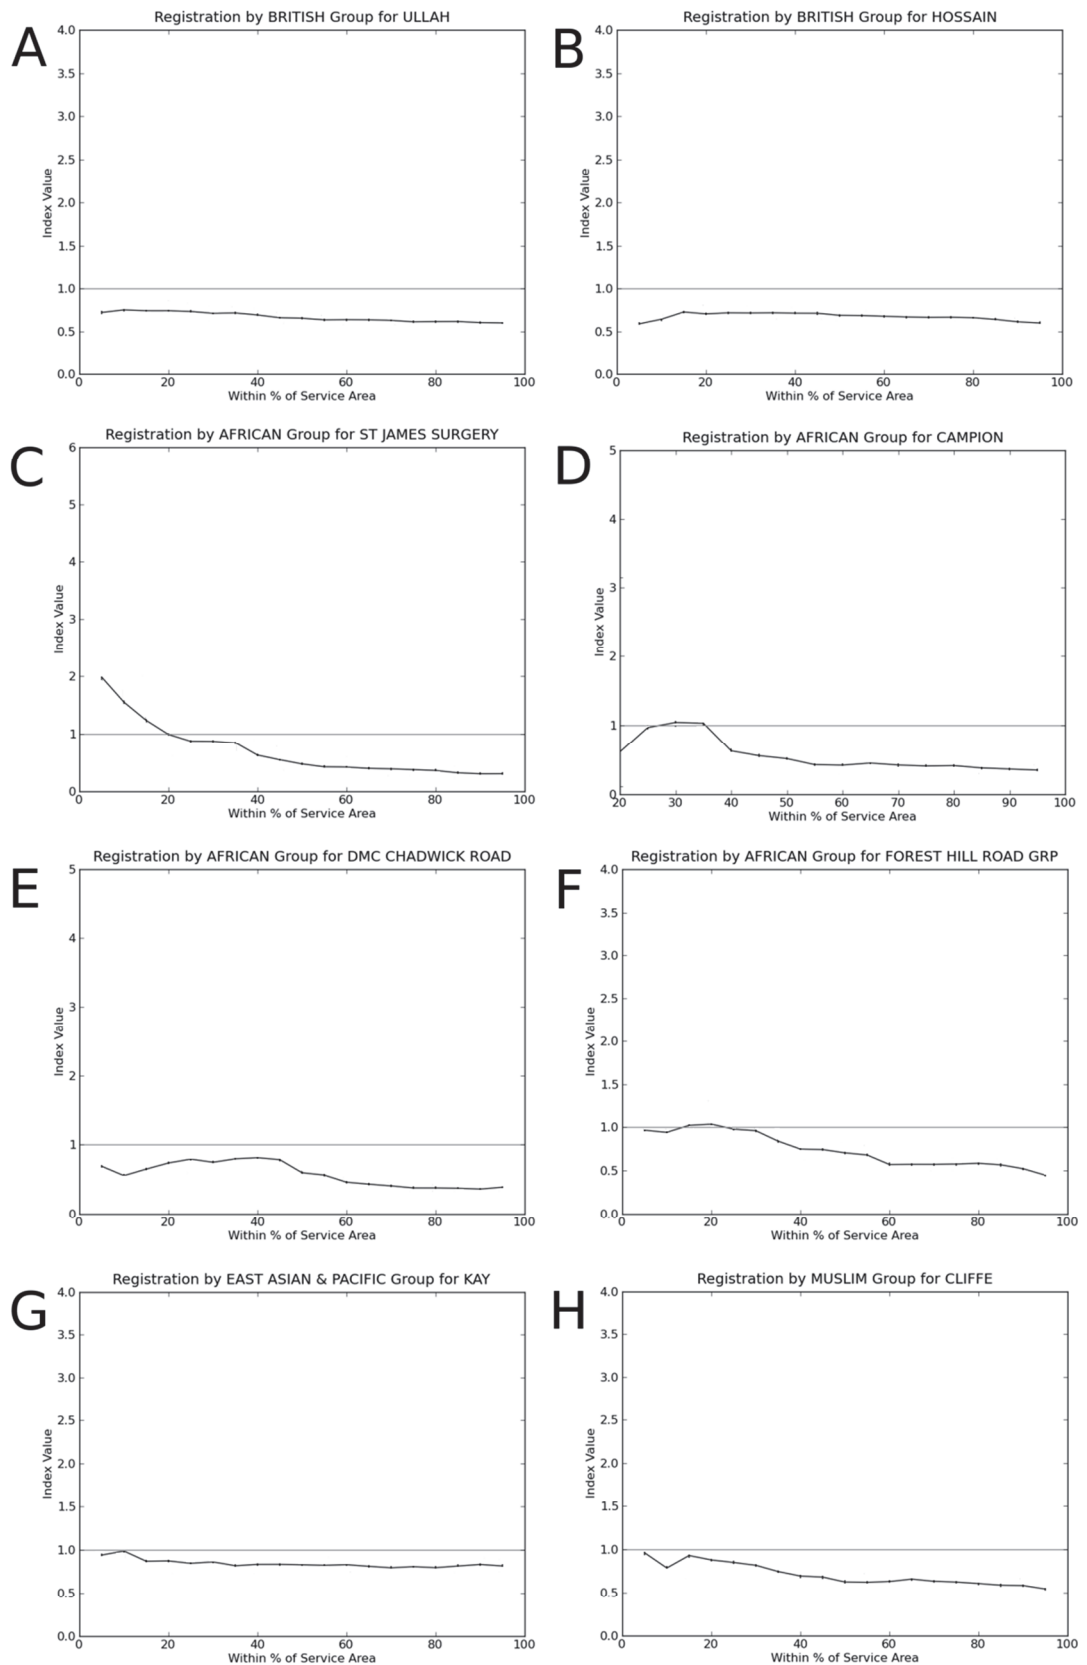 A
Registration by BRITISH Group for ULLAH
4.0
3.5
3.0
2.5
2.0
1.5
1.0
0.5
0.0
Index Value
0 20 40 60 80 100
Within % of Service Area
B
Registration by BRITISH Group for HOSSAIN
4.0
3.5
3.0
2.5
2.0
1.5
1.0
0.5
0.0
Index Value
0 20 40 60 80 100
Within % of Service Area
C
Registration by AFRICAN Group for ST JAMES SURGERY
6
5
4
3
2
1
0
Index Value
0 20 40 60 80 100
Within % of Service Area
D
Registration by AFRICAN Group for CAMPION
5
4
3
2
1
0
Index Value
20 30 40 50 60 70 80 90 100
Within % of Service Area
E
Registration by AFRICAN Group for DMC CHADWICK ROAD
5
4
3
2
1
0
Index Value
0 20 40 60 80 100
Within % of Service Area
F
Registration by AFRICAN Group for FOREST HILL ROAD GRP
4.0
3.5
3.0
2.5
2.0
1.5
1.0
0.5
0.0
Index Value
0 20 40 60 80 100
Within % of Service Area
G
Registration by EAST ASIAN & PACIFIC Group for KAY
4.0
3.5
3.0
2.5
2.0
1.5
1.0
0.5
0.0
Index Value
0 20 40 60 80 100
Within % of Service Area
H
Registration by MUSLIM Group for CLIFFE
4.0
3.5
3.0
2.5
2.0
1.5
1.0
0.5
0.0
Index Value
0 20 40 60 80 100
Within % of Service Area